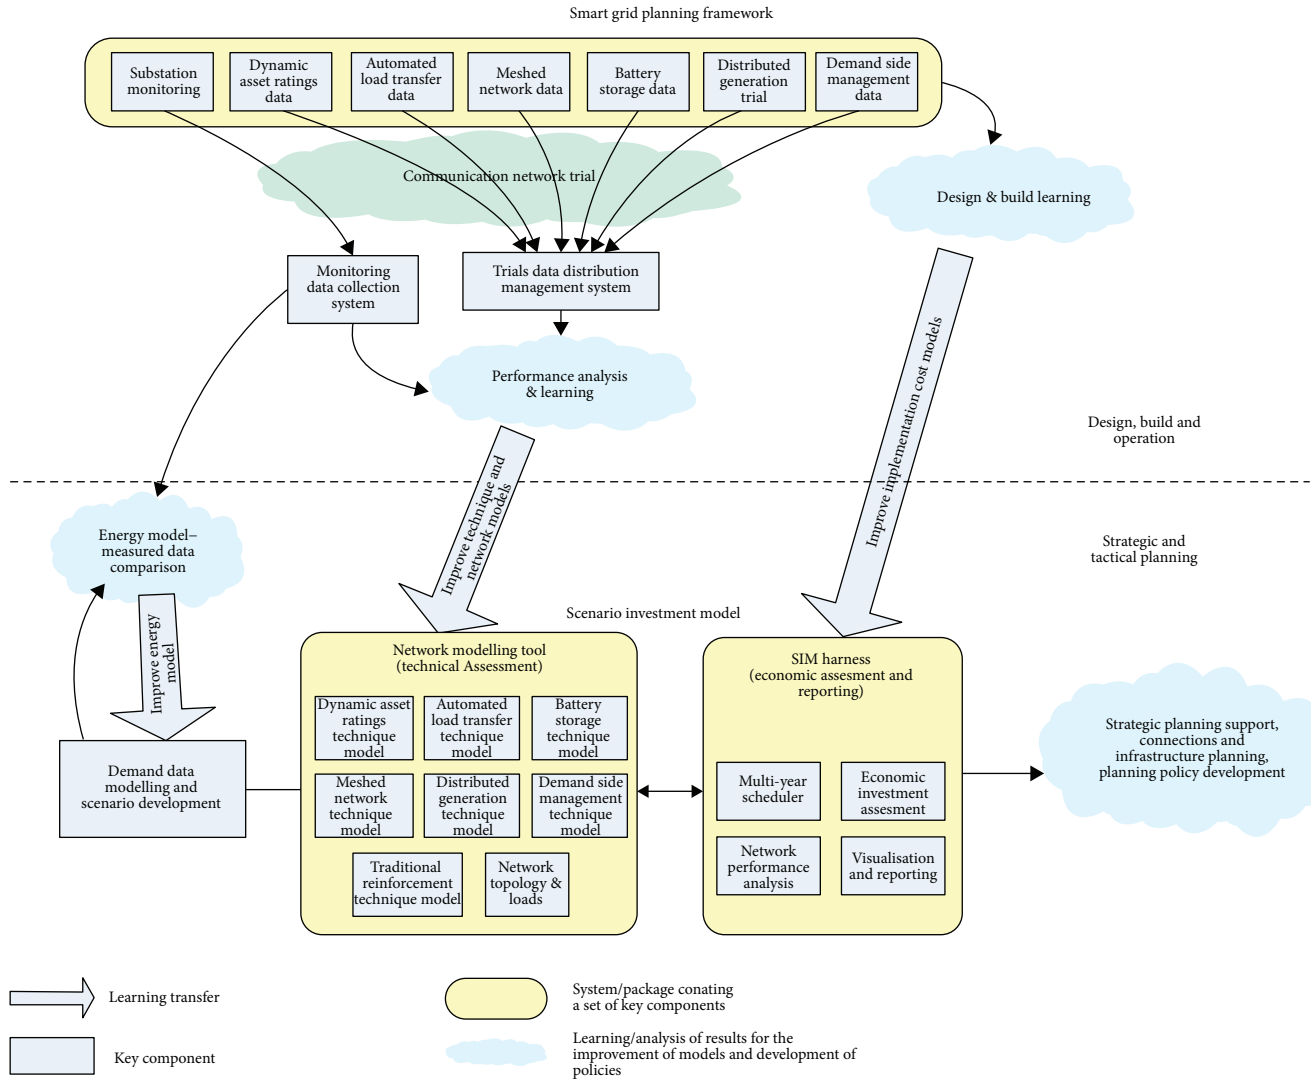 Smart grid planning framework
Substation
monitoring
Dynamic
asset ratings
data
Automated
load transfer
data
Meshed
network data
Battery
storage data
Distributed
generation
trial
Demand side
management
data
Communication network trial
Design & build learning
Monitoring
data collection
system
Trials data distribution
management system
Performance analysis
& learning
Improve implementation cost models
Design, build and
operation
Improve technique and
network models
Energy model–
measured data
comparison
Strategic and
tactical planning
Improve energy
model
Scenario investment model
Network modelling tool
(technical Assessment)
SIM harness
(economic assesment and
reporting)
Dynamic asset
ratings
technique
model
Automated
load transfer
technique
model
Battery
storage
technique
model
Strategic planning support,
connections and
infrastructure planning,
planning policy development
Demand data
modelling and
scenario development
Meshed
network
technique
model
Distributed
generation
technique
model
Demand side
management
technique
model
Multi-year
scheduler
Economic
investment
assesment
Traditional
reinforcement
technique model
Network
topology &
loads
Network
performance
analysis
Visualisation
and reporting
Learning transfer
System/package conating
a set of key components
Key component
Learning/analysis of results for the
improvement of models and development of
policies